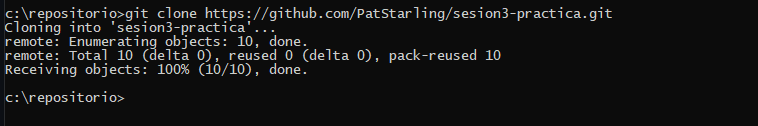 c:\repositorio>git clone https://github.com/PatStarling/sesion3-practica.git
Cloning into 'sesion3-practica'...
remote: Enumerating objects: 10, done.
remote: Total 10 (delta 0), reused 0 (delta 0), pack-reused 10
Receiving objects: 100% (10/10), done.
c:\repositorio>